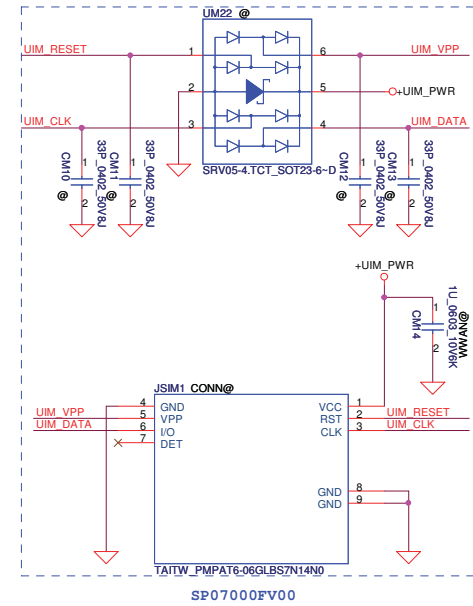 UM22 @
UIM_RESET 1 6 UIM_VPP
2 5 +UIM_PWR
UIM_CLK 3 4 UIM_DATA
SRV05-4.TCT_SOT23-6~D
CM10 @ 1 2 33P_0402_50V8J
CM11 @ 1 2 33P_0402_50V8J
CM12 @ 1 2 33P_0402_50V8J
CM13 @ 1 2 33P_0402_50V8J
+UIM_PWR
CM14 1 2 1U_0603_10V6K WWAN@
JSIM1 CONN@
4 GND VCC 1
UIM_VPP 5 VPP RST 2 UIM_RESET
UIM_DATA 6 I/O CLK 3 UIM_CLK
7 DET
GND 8
GND 9
TAITW_PMPAT6-06GLBS7N14N0
SP07000FV00